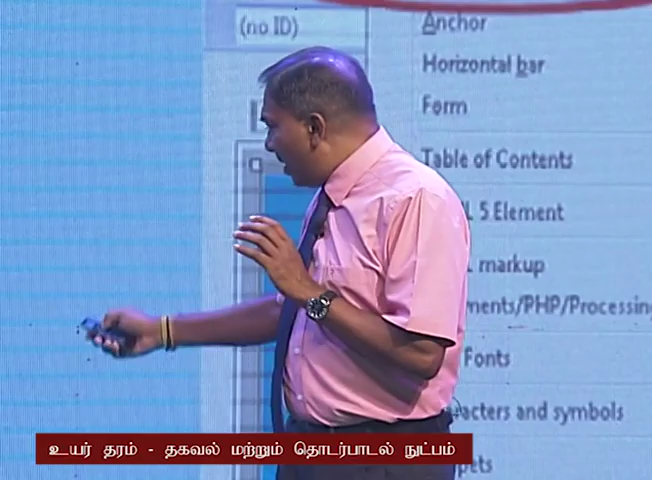 (no ID)
Anchor
Horizontal bar
Form
Table of Contents
5 Element
markup
ments/PHP/Processing
Fonts
acters and symbols
pets
உயர் தரம் - தகவல் மற்றும் தொடர்பாடல் நுட்பம்